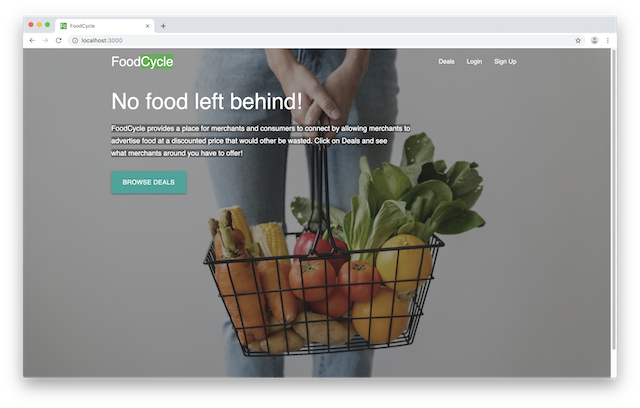 FoodCycle
localhost:3000
FoodCycle
Deals
Login
Sign Up
No food left behind!
FoodCycle provides a place for merchants and consumers to connect by allowing merchants to
advertise food at a discounted price that would other be wasted. Click on Deals and see
what merchants around you have to offer!
BROWSE DEALS